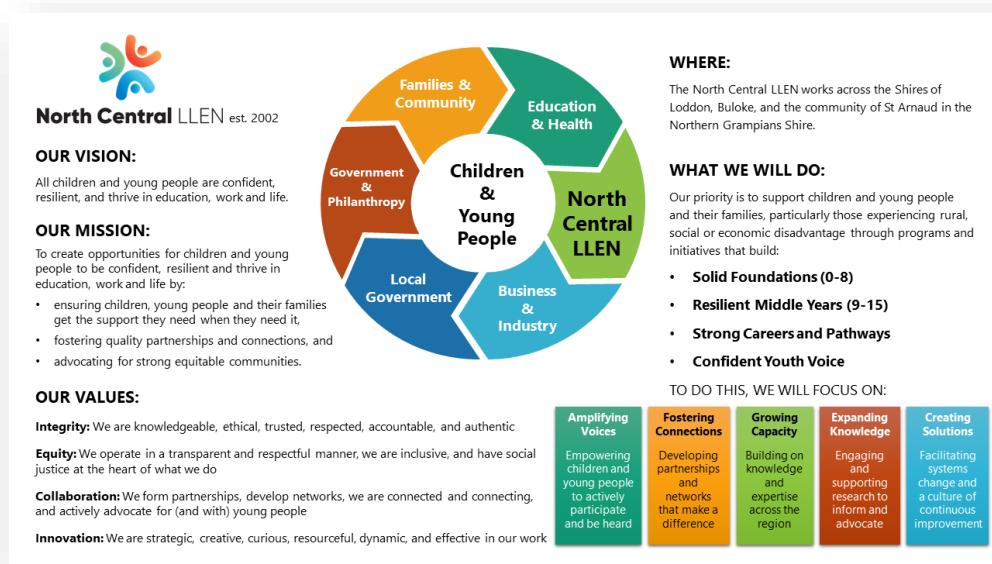 North Central LLEN est. 2002
OUR VISION:
All children and young people are confident,
resilient, and thrive in education, work and life.
OUR MISSION:
To create opportunities for children and young
people to be confident, resilient and thrive in
education, work and life by:
• ensuring children, young people and their families
get the support they need when they need it,
• fostering quality partnerships and connections, and
• advocating for strong equitable communities.
OUR VALUES:
Integrity: We are knowledgeable, ethical, trusted, respected, accountable, and authentic
Equity: We operate in a transparent and respectful manner, we are inclusive, and have social
justice at the heart of what we do
Collaboration: We form partnerships, develop networks, we are connected and connecting,
and actively advocate for (and with) young people
Innovation: We are strategic, creative, curious, resourceful, dynamic, and effective in our work
Families &
Community
Education
& Health
North
Central
LLEN
Business
&
Industry
Local
Government
Government
&
Philanthropy
Children
&
Young
People
WHERE:
The North Central LLEN works across the Shires of
Loddon, Buloke, and the community of St Arnaud in the
Northern Grampians Shire.
WHAT WE WILL DO:
Our priority is to support children and young people
and their families, particularly those experiencing rural,
social or economic disadvantage through programs and
initiatives that build:
• Solid Foundations (0-8)
• Resilient Middle Years (9-15)
• Strong Careers and Pathways
• Confident Youth Voice
TO DO THIS, WE WILL FOCUS ON:
Amplifying
Voices
Empowering
children and
young people
to actively
participate
and be heard
Fostering
Connections
Developing
partnerships
and
networks
that make a
difference
Growing
Capacity
Building on
knowledge
and
expertise
across the
region
Expanding
Knowledge
Engaging
and
supporting
research to
inform and
advocate
Creating
Solutions
Facilitating
systems
change and
a culture of
continuous
improvement